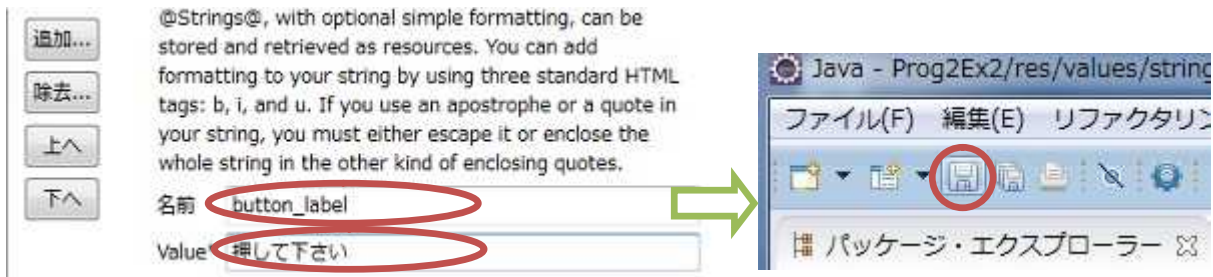 追加...
除去...
上へ
下へ
@Strings@, with optional simple formatting, can be
stored and retrieved as resources. You can add
formatting to your string by using three standard HTML
tags: b, i, and u. If you use an apostrophe or a quote in
your string, you must either escape it or enclose the
whole string in the other kind of enclosing quotes.
名前 button_label
Value* 押して下さい
Java - Prog2Ex2/res/values/string
ファイル(F) 編集(E) リファクタリン
パッケージ・エクスプローラー